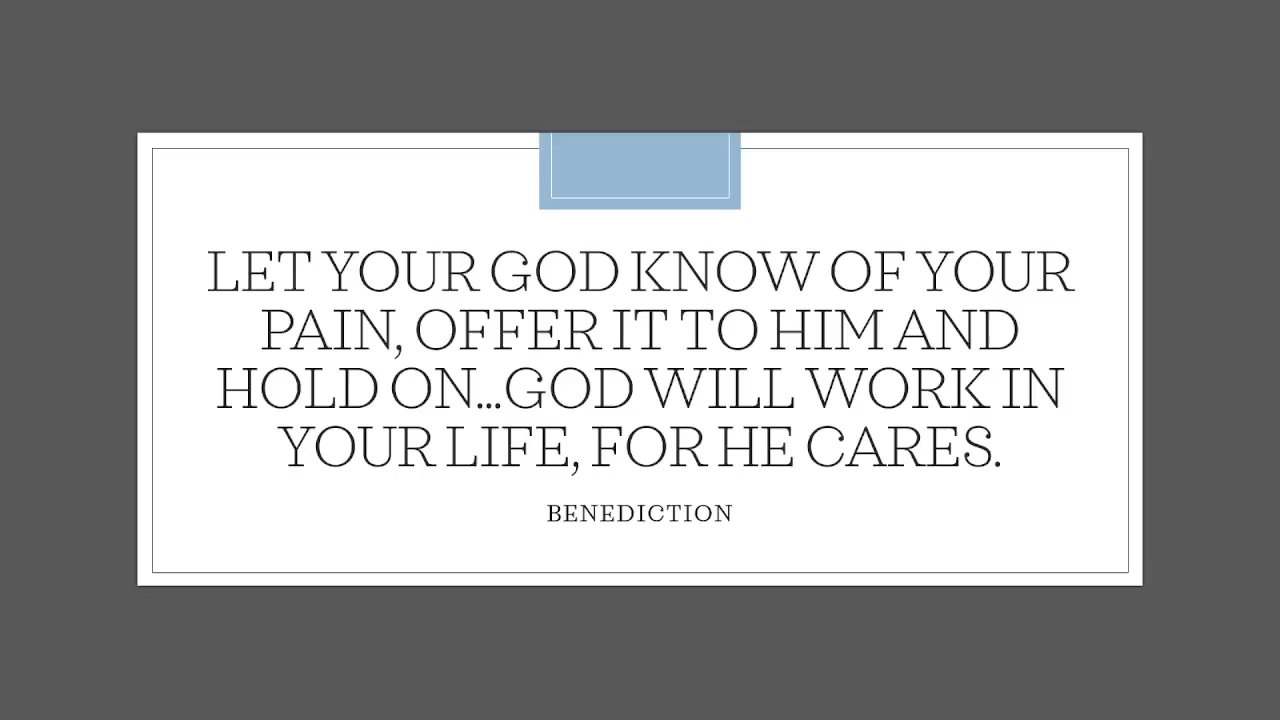 LET YOUR GOD KNOW OF YOUR
PAIN, OFFER IT TO HIM AND
HOLD ON...GOD WILL WORK IN
YOUR LIFE, FOR HE CARES.
BENEDICTION